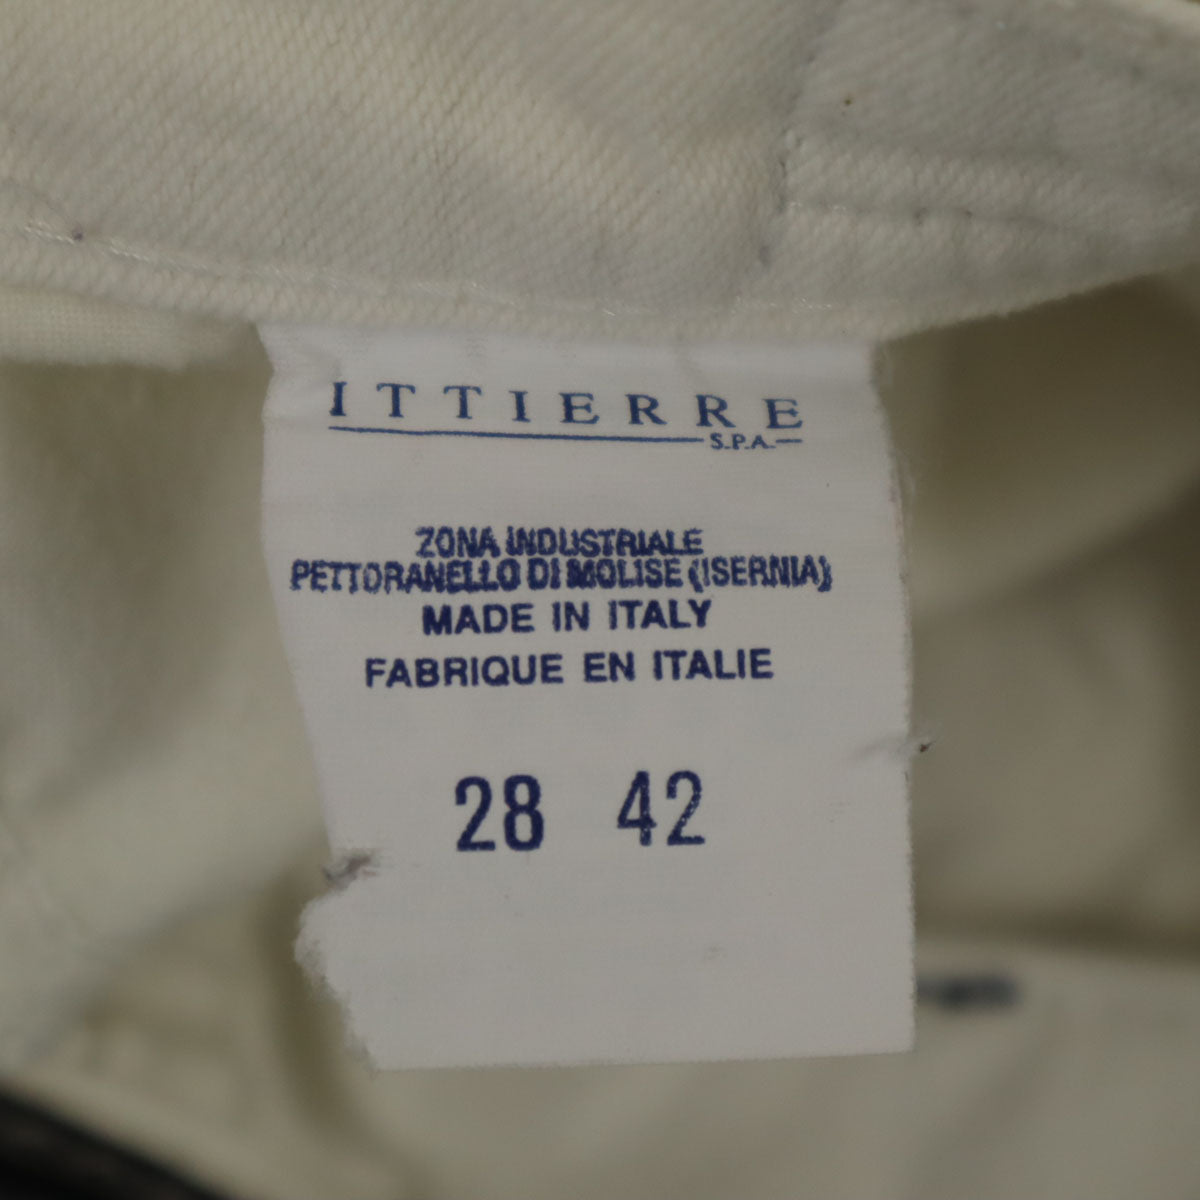 ITTIERRE
S.P.A.
ZONA INDUSTRIALE
PETTORANELLO DI MOLISE (ISERNIA)
MADE IN ITALY
FABRIQUE EN ITALIE
28 42